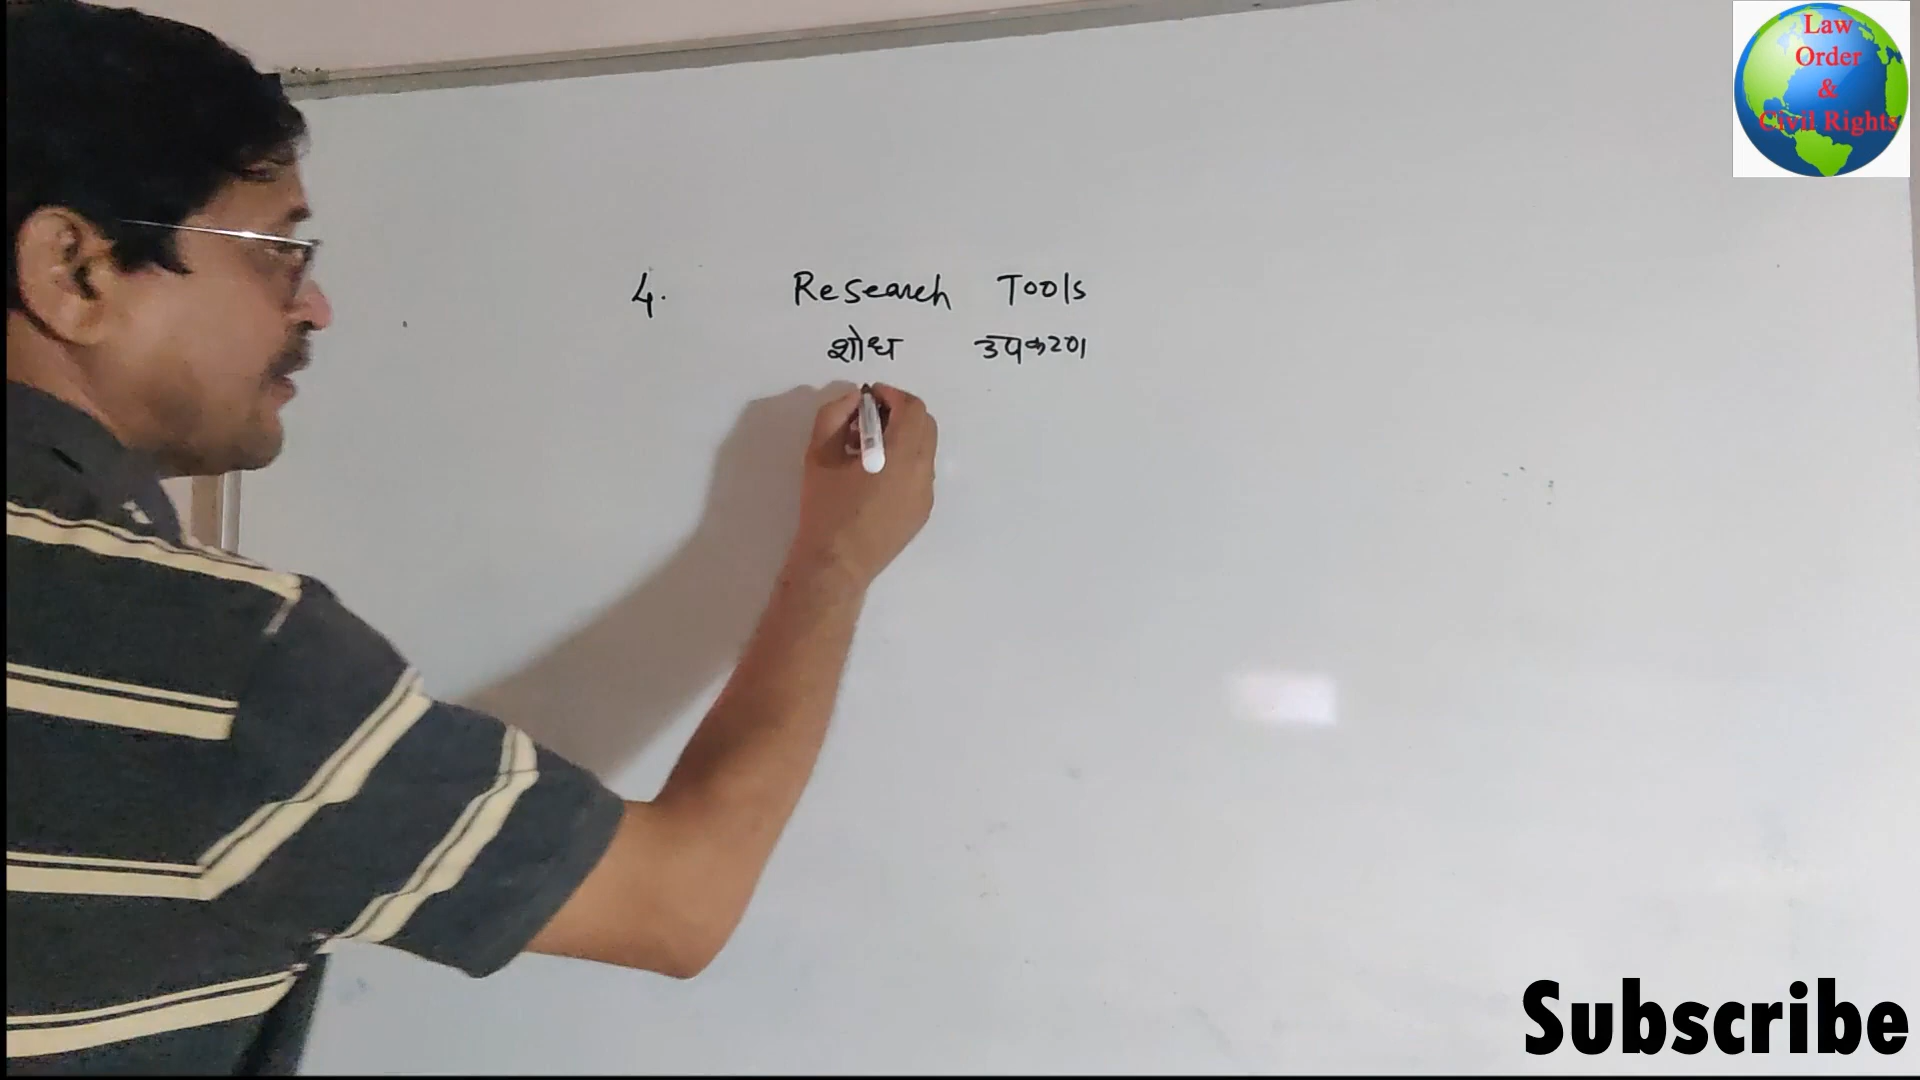 Law
Order
&
Civil Rights
4. Research Tools
शोध उपकरण
Subscribe